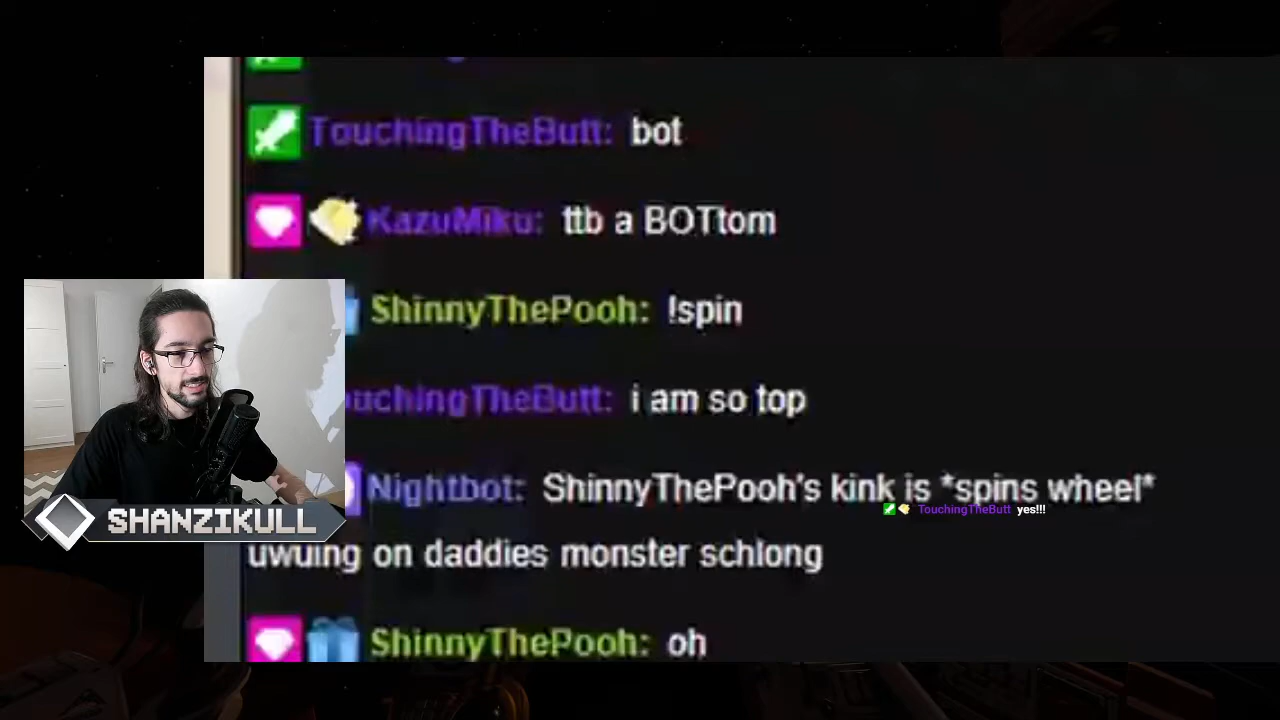 TouchingTheButt: bot
KazuMiku: ttb a BOTtom
ShinnyThePooh: !spin
uchingTheButt: i am so top
Nightbot: ShinnyThePooh's kink is *spins wheel*
TouchingTheButt yes!!!
SHANZIKULL
uwuing on daddies monster schlong
ShinnyThePooh: oh